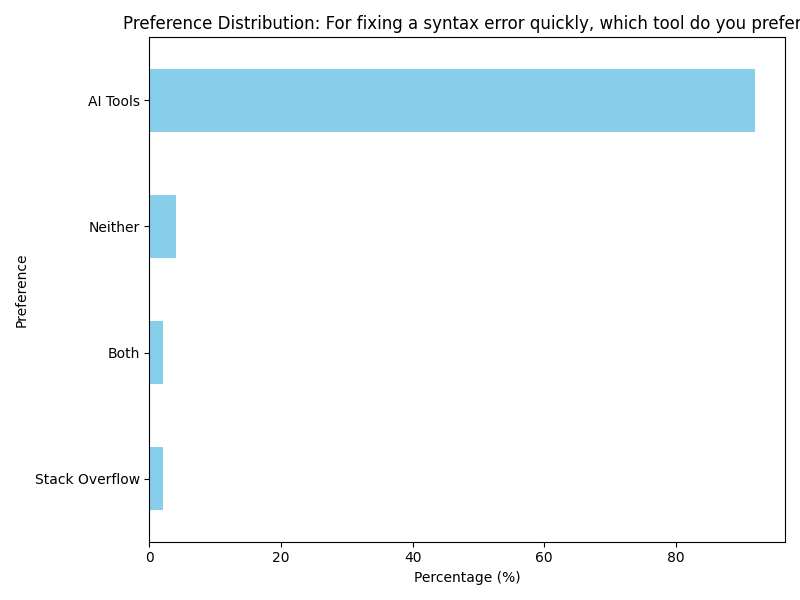 Preference Distribution: For fixing a syntax error quickly, which tool do you prefer
AI Tools
Neither
Both
Stack Overflow
Preference
0 20 40 60 80
Percentage (%)